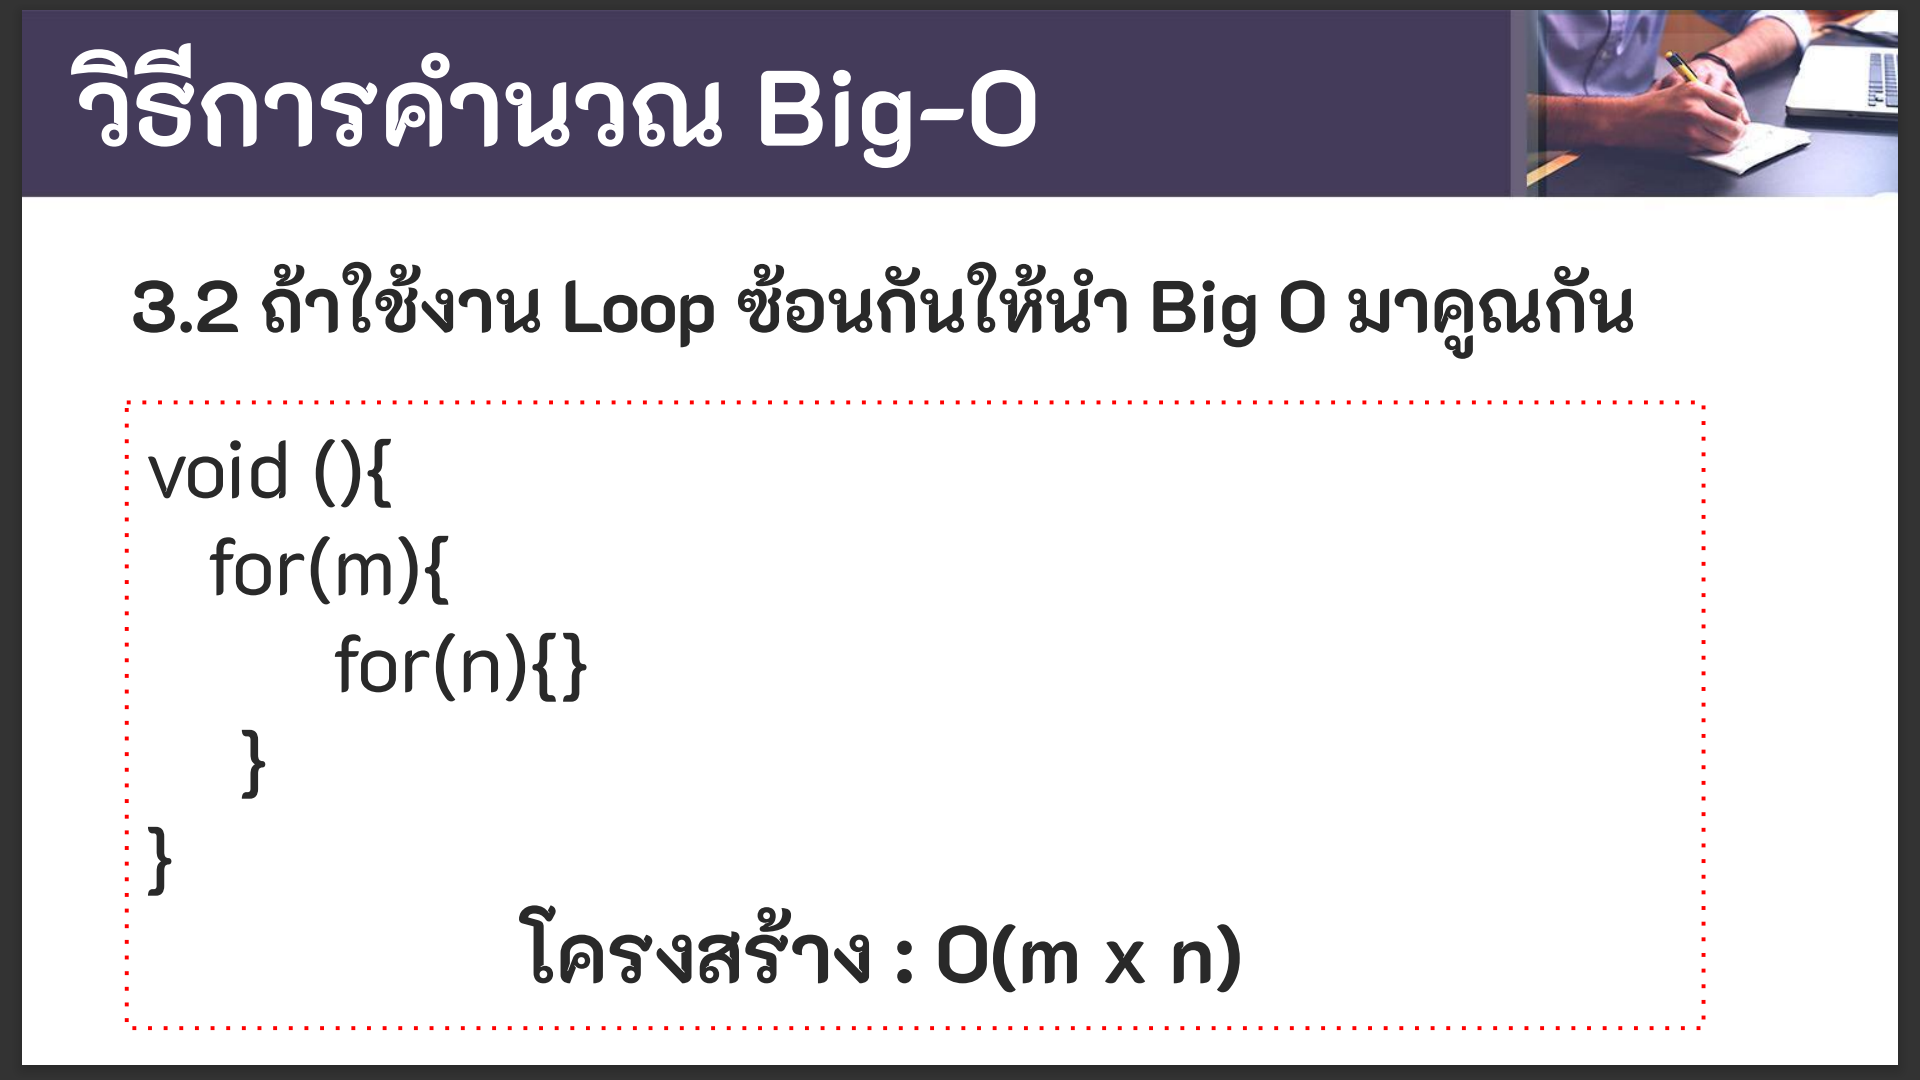 วิธีการคำนวณ Big-O
3.2 ถ้าใช้งาน Loop ซ้อนกันให้นำ Big O มาคูณกัน
void (){
for(m){
for(n){}
}
}
โครงสร้าง : O(m x n)